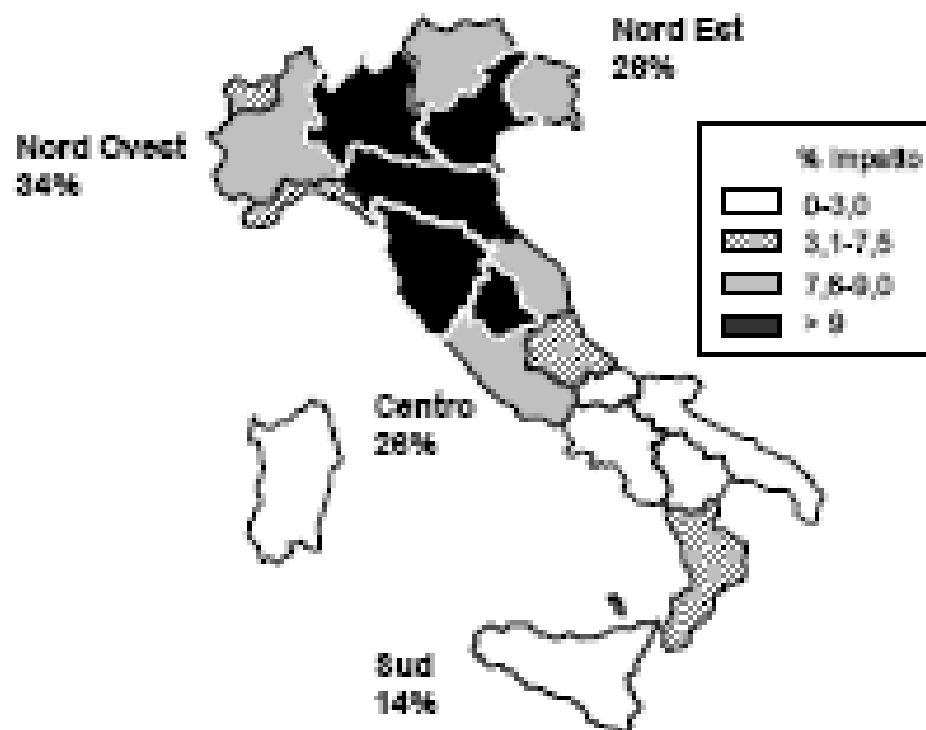 Nord Est
26%
Nord Ovest
34%
% Impatto
0-3,0
3,1-7,5
7,6-9,0
> 9
Centro
26%
Sud
14%